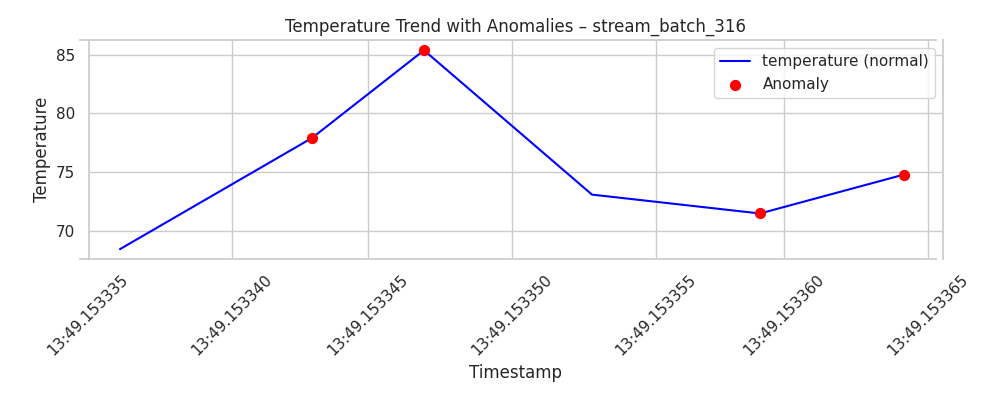 Temperature Trend with Anomalies – stream_batch_316
temperature (normal)
Anomaly
Temperature
85
80
75
70
13:49.153335
13:49.153340
13:49.153345
13:49.153350
13:49.153355
13:49.153360
13:49.153365
Timestamp